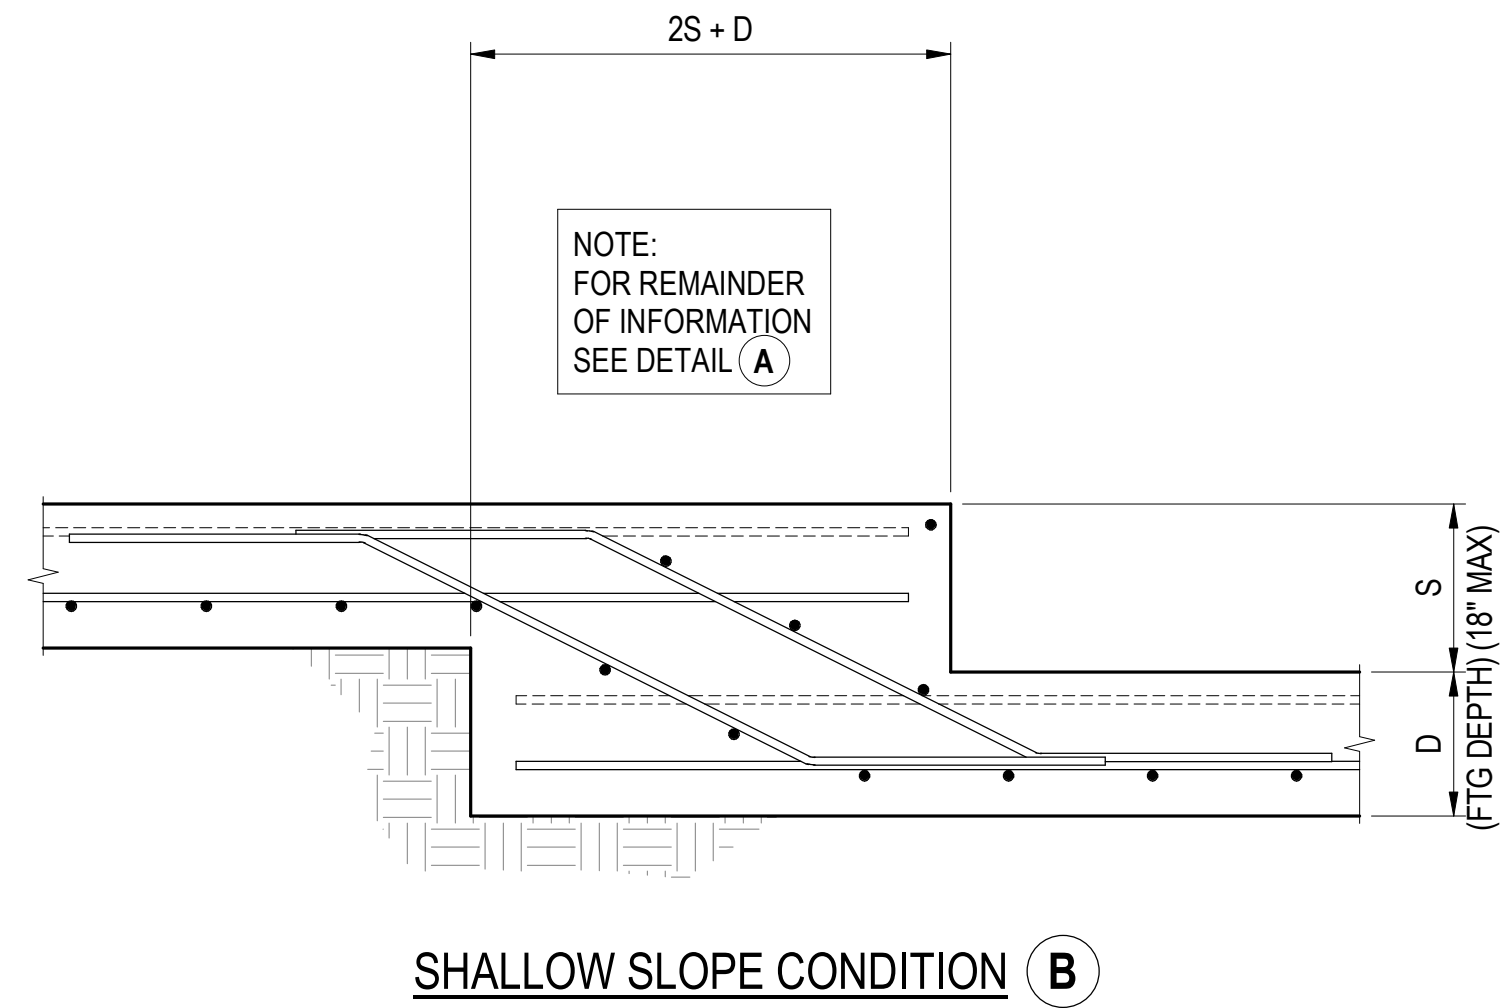 2S + D
NOTE:
FOR REMAINDER
OF INFORMATION
SEE DETAIL A
S
(18" MAX)
D
(FTG DEPTH)
SHALLOW SLOPE CONDITION B